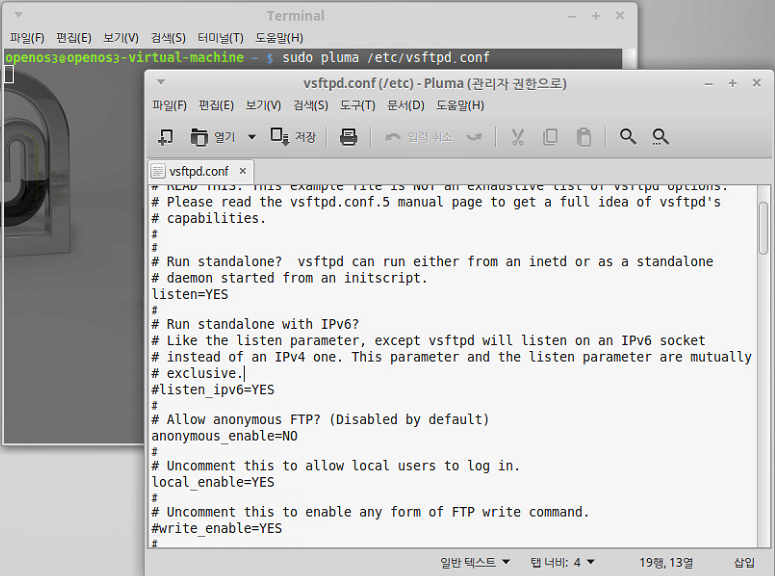 Terminal
파일(F) 편집(E) 보기(V) 검색(S) 터미널(T) 도움말(H)
openos3@openos3-virtual-machine ~ $ sudo pluma /etc/vsftpd.conf
vsftpd.conf (/etc) - Pluma (관리자 권한으로)
파일(F) 편집(E) 보기(V) 검색(S) 도구(T) 문서(D) 도움말(H)
열기 저장 입력 취소
vsftpd.conf
# READ THIS: This example file is NOT an exhaustive list of vsftpd options.
# Please read the vsftpd.conf.5 manual page to get a full idea of vsftpd's
# capabilities.
#
#
# Run standalone?  vsftpd can run either from an inetd or as a standalone
# daemon started from an initscript.
listen=YES
#
# Run standalone with IPv6?
# Like the listen parameter, except vsftpd will listen on an IPv6 socket
# instead of an IPv4 one. This parameter and the listen parameter are mutually
# exclusive.
#listen_ipv6=YES
#
# Allow anonymous FTP? (Disabled by default)
anonymous_enable=NO
#
# Uncomment this to allow local users to log in.
local_enable=YES
#
# Uncomment this to enable any form of FTP write command.
#write_enable=YES
#
일반 텍스트 탭 너비: 4 19행, 13열 삽입